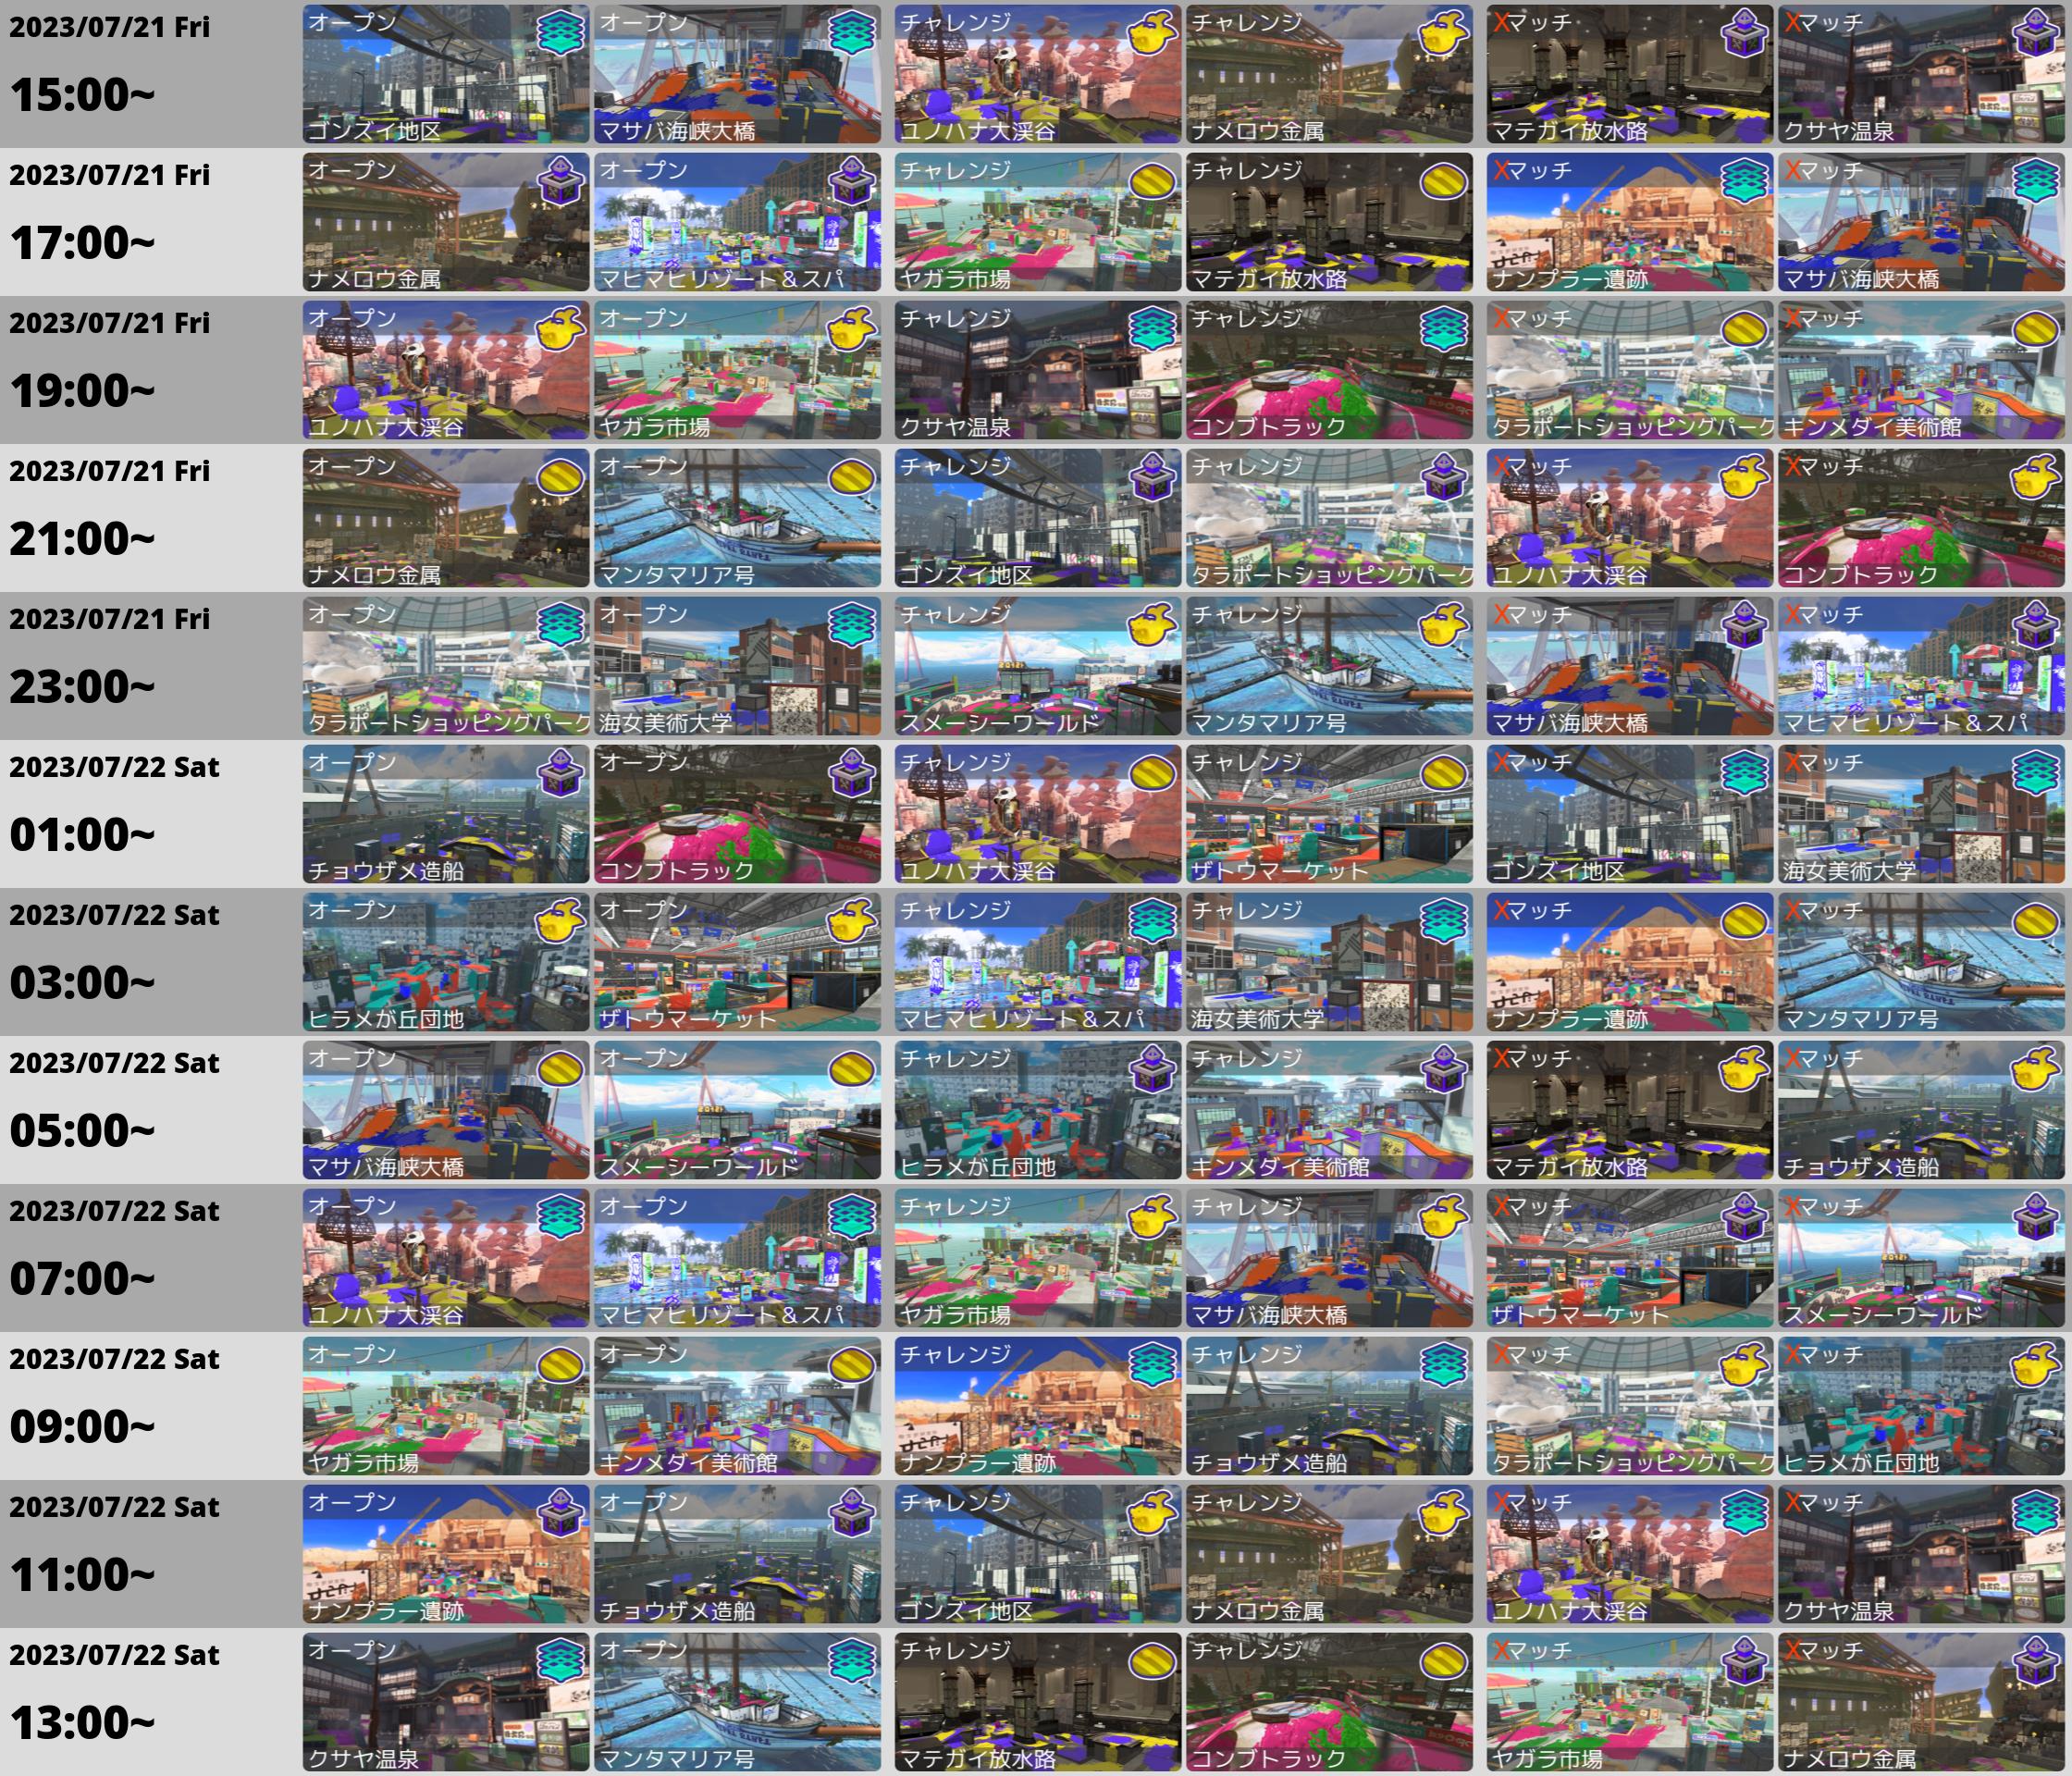 2023/07/21 Fri
15:00~
オープン オープン チャレンジ チャレンジ Xマッチ Xマッチ
ゴンズイ地区 マサバ海峡大橋 ユノハナ大渓谷 ナメロウ金属 マテガイ放水路 クサヤ温泉
2023/07/21 Fri
17:00~
オープン オープン チャレンジ チャレンジ Xマッチ Xマッチ
ナメロウ金属 マヒマヒリゾート&スパ ヤガラ市場 マテガイ放水路 ナンプラー遺跡 マサバ海峡大橋
2023/07/21 Fri
19:00~
オープン オープン チャレンジ チャレンジ Xマッチ Xマッチ
ユノハナ大渓谷 ヤガラ市場 クサヤ温泉 コンブトラック タラポートショッピングパーク キンメダイ美術館
2023/07/21 Fri
21:00~
オープン オープン チャレンジ チャレンジ Xマッチ Xマッチ
ナメロウ金属 マンタマリア号 ゴンズイ地区 タラポートショッピングパーク ユノハナ大渓谷 コンブトラック
2023/07/21 Fri
23:00~
オープン オープン チャレンジ チャレンジ Xマッチ Xマッチ
タラポートショッピングパーク 海女美術大学 スメーシーワールド マンタマリア号 マサバ海峡大橋 マヒマヒリゾート&スパ
2023/07/22 Sat
01:00~
オープン オープン チャレンジ チャレンジ Xマッチ Xマッチ
チョウザメ造船 コンブトラック ユノハナ大渓谷 ザトウマーケット ゴンズイ地区 海女美術大学
2023/07/22 Sat
03:00~
オープン オープン チャレンジ チャレンジ Xマッチ Xマッチ
ヒラメが丘団地 ザトウマーケット マヒマヒリゾート&スパ 海女美術大学 ナンプラー遺跡 マンタマリア号
2023/07/22 Sat
05:00~
オープン オープン チャレンジ チャレンジ Xマッチ Xマッチ
マサバ海峡大橋 スメーシーワールド ヒラメが丘団地 キンメダイ美術館 マテガイ放水路 チョウザメ造船
2023/07/22 Sat
07:00~
オープン オープン チャレンジ チャレンジ Xマッチ Xマッチ
ユノハナ大渓谷 マヒマヒリゾート&スパ ヤガラ市場 マサバ海峡大橋 ザトウマーケット スメーシーワールド
2023/07/22 Sat
09:00~
オープン オープン チャレンジ チャレンジ Xマッチ Xマッチ
ヤガラ市場 キンメダイ美術館 ナンプラー遺跡 チョウザメ造船 タラポートショッピングパーク ヒラメが丘団地
2023/07/22 Sat
11:00~
オープン オープン チャレンジ チャレンジ Xマッチ Xマッチ
ナンプラー遺跡 チョウザメ造船 ゴンズイ地区 ナメロウ金属 ユノハナ大渓谷 クサヤ温泉
2023/07/22 Sat
13:00~
オープン オープン チャレンジ チャレンジ Xマッチ Xマッチ
クサヤ温泉 マンタマリア号 マテガイ放水路 コンブトラック ヤガラ市場 ナメロウ金属